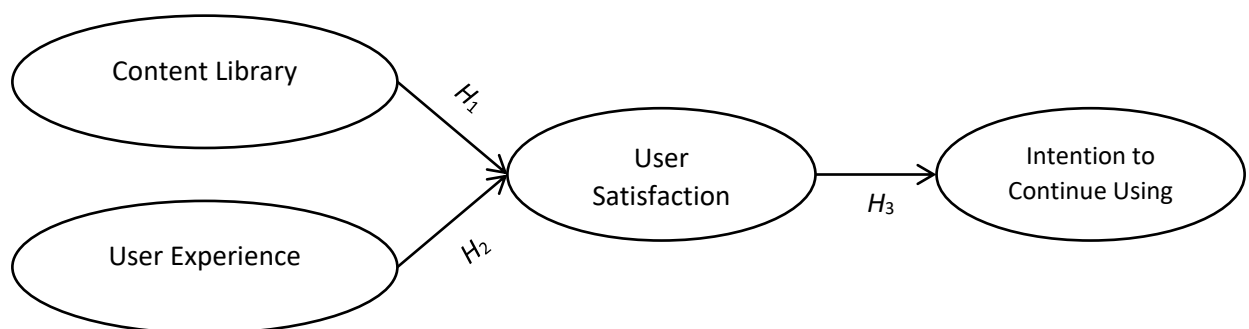 Content Library
H₁
User
Satisfaction
Intention to
Continue Using
H₃
User Experience
H₂